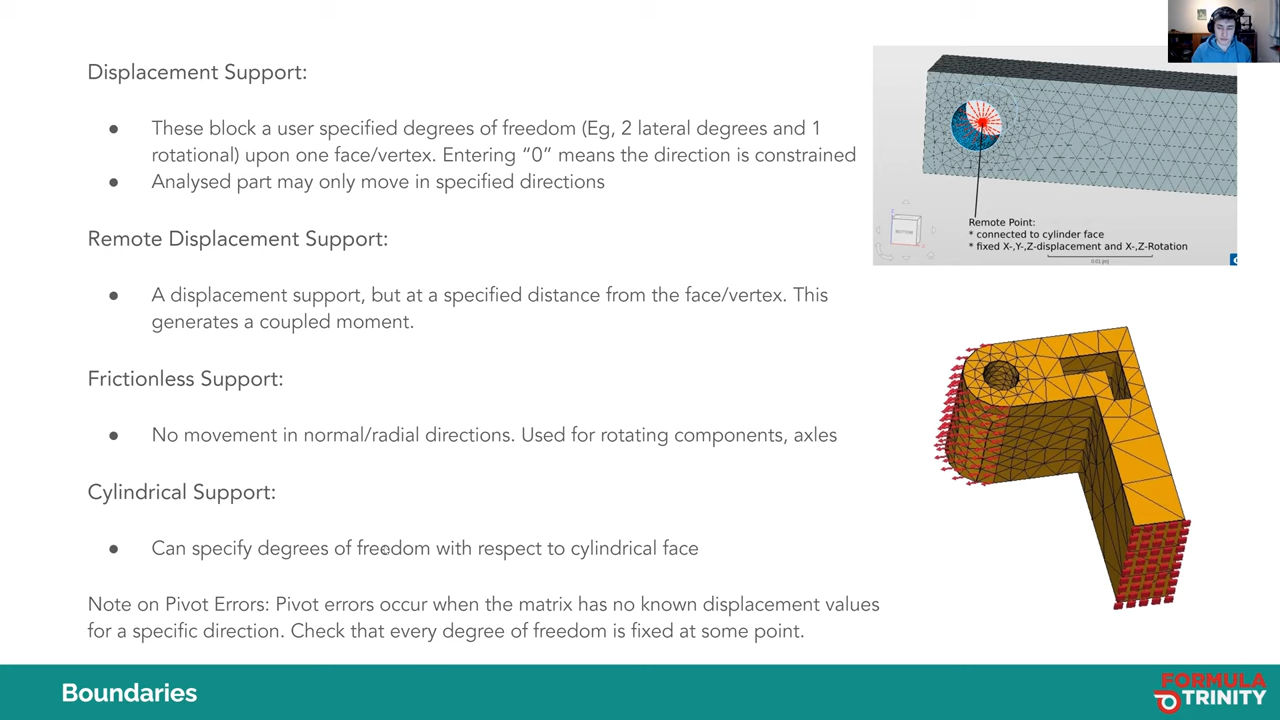 Displacement Support:
● These block a user specified degrees of freedom (Eg, 2 lateral degrees and 1
rotational) upon one face/vertex. Entering “0” means the direction is constrained
● Analysed part may only move in specified directions
Remote Displacement Support:
● A displacement support, but at a specified distance from the face/vertex. This
generates a coupled moment.
Frictionless Support:
● No movement in normal/radial directions. Used for rotating components, axles
Cylindrical Support:
● Can specify degrees of freedom with respect to cylindrical face
Note on Pivot Errors: Pivot errors occur when the matrix has no known displacement values
for a specific direction. Check that every degree of freedom is fixed at some point.
Remote Point:
* connected to cylinder face
* fixed X-,Y-,Z-displacement and X-,Z-Rotation
BOTTOM
Boundaries
FORMULA
TRINITY